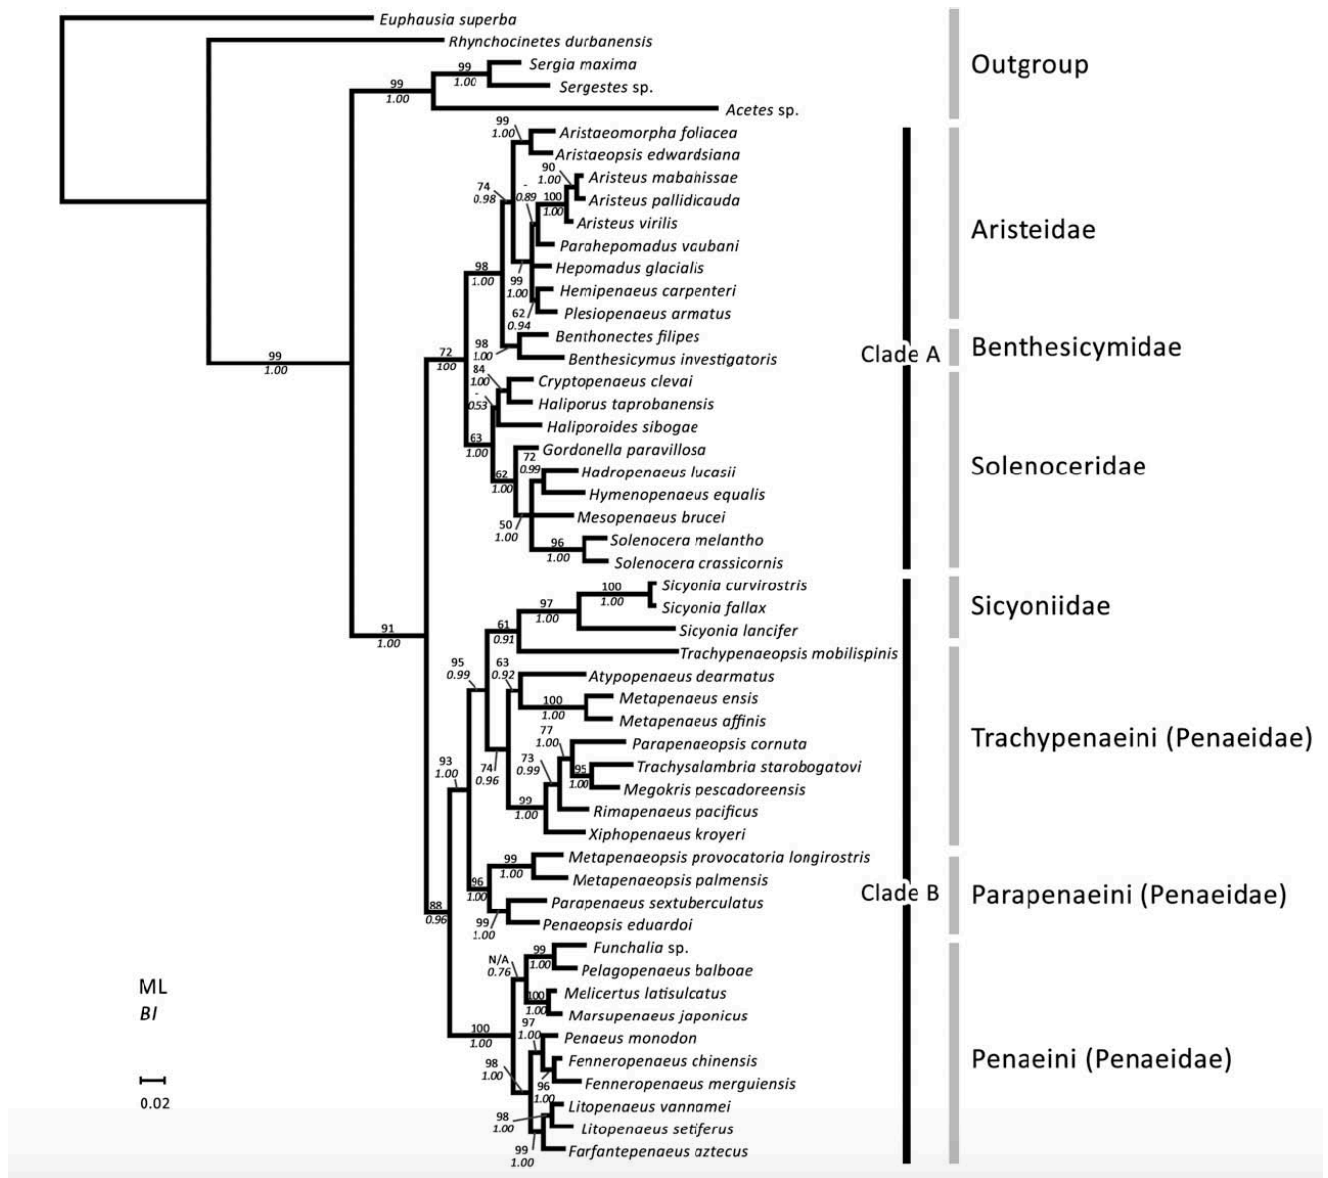 Euphausia superba
Rhynchocinetes durbanensis
99
1.00
Sergia maxima
Sergestes sp.
99
1.00
Acetes sp.
Outgroup
99
1.00
Aristaeomorpha foliacea
Aristaeopsis edwardsiana
90
1.00
Aristeus mabahissae
74
0.98
-
0.89
100
1.00
Aristeus pallidicauda
Aristeus virilis
Aristeidae
Parahepomadus vaubani
98
1.00
Hepomadus glacialis
99
1.00
Hemipenaeus carpenteri
62
0.94
Plesiopenaeus armatus
98
1.00
Benthonectes filipes
Benthesicymus investigatoris
Benthesicymidae
Clade A
99
1.00
72
100
84
1.00
Cryptopenaeus clevai
-
0.53
Haliporus taprobanensis
Haliporoides sibogae
63
1.00
Gordonella paravillosa
72
0.99
Hadropenaeus lucasii
62
1.00
Hymenopenaeus equalis
Solenoceridae
50
1.00
Mesopenaeus brucei
96
1.00
Solenocera melantho
Solenocera crassicornis
100
1.00
Sicyonia curvirostris
Sicyonia fallax
Sicyoniidae
97
1.00
Sicyonia lancifer
91
1.00
61
0.91
Trachypenaeopsis mobilispinis
95
0.99
63
0.92
Atypopenaeus dearmatus
100
1.00
Metapenaeus ensis
Metapenaeus affinis
77
1.00
Parapenaeopsis cornuta
Trachypenaeini (Penaeidae)
93
1.00
74
0.96
73
0.99
95
1.00
Trachysalambria starobogatovi
Megokris pescadoreensis
99
1.00
Rimapenaeus pacificus
Xiphopenaeus kroyeri
99
1.00
Metapenaeopsis provocatoria longirostris
Metapenaeopsis palmensis
96
1.00
Clade B
Parapenaeini (Penaeidae)
88
0.96
Parapenaeus sextuberculatus
99
1.00
Penaeopsis eduardoi
N/A
0.76
99
1.00
Funchalia sp.
Pelagopenaeus balboae
ML
BI
100
1.00
Melicertus latisulcatus
Marsupenaeus japonicus
100
1.00
97
1.00
Penaeus monodon
98
1.00
Fenneropenaeus chinensis
96
1.00
Fenneropenaeus merguiensis
Penaeini (Penaeidae)
0.02
98
1.00
Litopenaeus vannamei
Litopenaeus setiferus
99
1.00
Farfantepenaeus aztecus